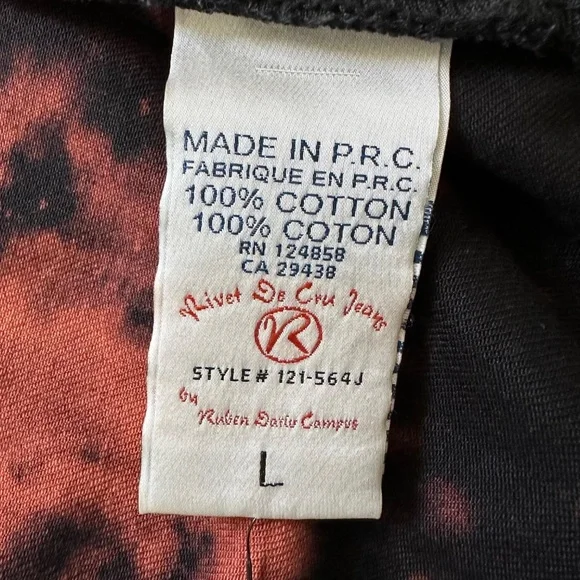 MADE IN P.R.C.
FABRIQUE EN P.R.C.
100% COTTON
100% COTON
RN 124858
CA 29438
Rivet De Cru Jeans
R
STYLE# 121-564J
by
Ruben Dario Campus
L